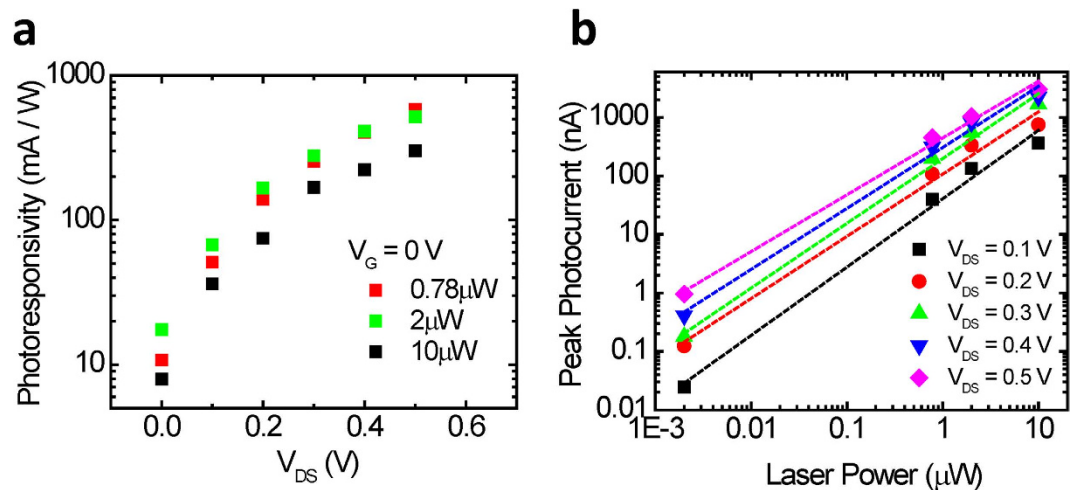 a
1000
100
10
Photoresponsivity (mA / W)
V_G = 0 V
0.78μW
2μW
10μW
0.0 0.2 0.4 0.6
V_DS (V)
b
1000
100
10
1
0.1
0.01
Peak Photocurrent (nA)
V_DS = 0.1 V
V_DS = 0.2 V
V_DS = 0.3 V
V_DS = 0.4 V
V_DS = 0.5 V
1E-3 0.01 0.1 1 10
Laser Power (μW)